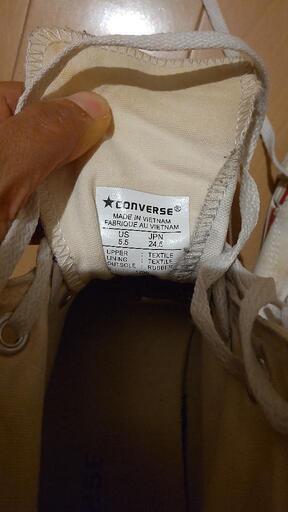 ★CONVERSE®
MADE IN VIETNAM
FABRIQUE AU VIETNAM
US JPN
5.5 24.5
UPPER : TEXTILE
LINING : TEXTILE
OUTSOLE : RUBBER